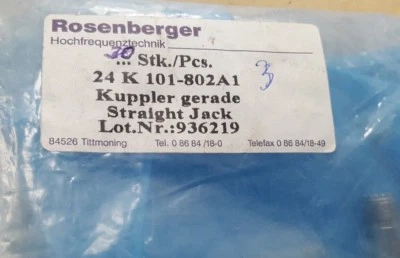 Rosenberger
Hochfrequenztechnik
30
... Stk./Pcs.
24 K 101-802A1
3
Kuppler gerade
Straight Jack
Lot.Nr.:936219
84526 Tittmoning Tel. 0 86 84 /18-0 Telefax 0 86 84/18-49